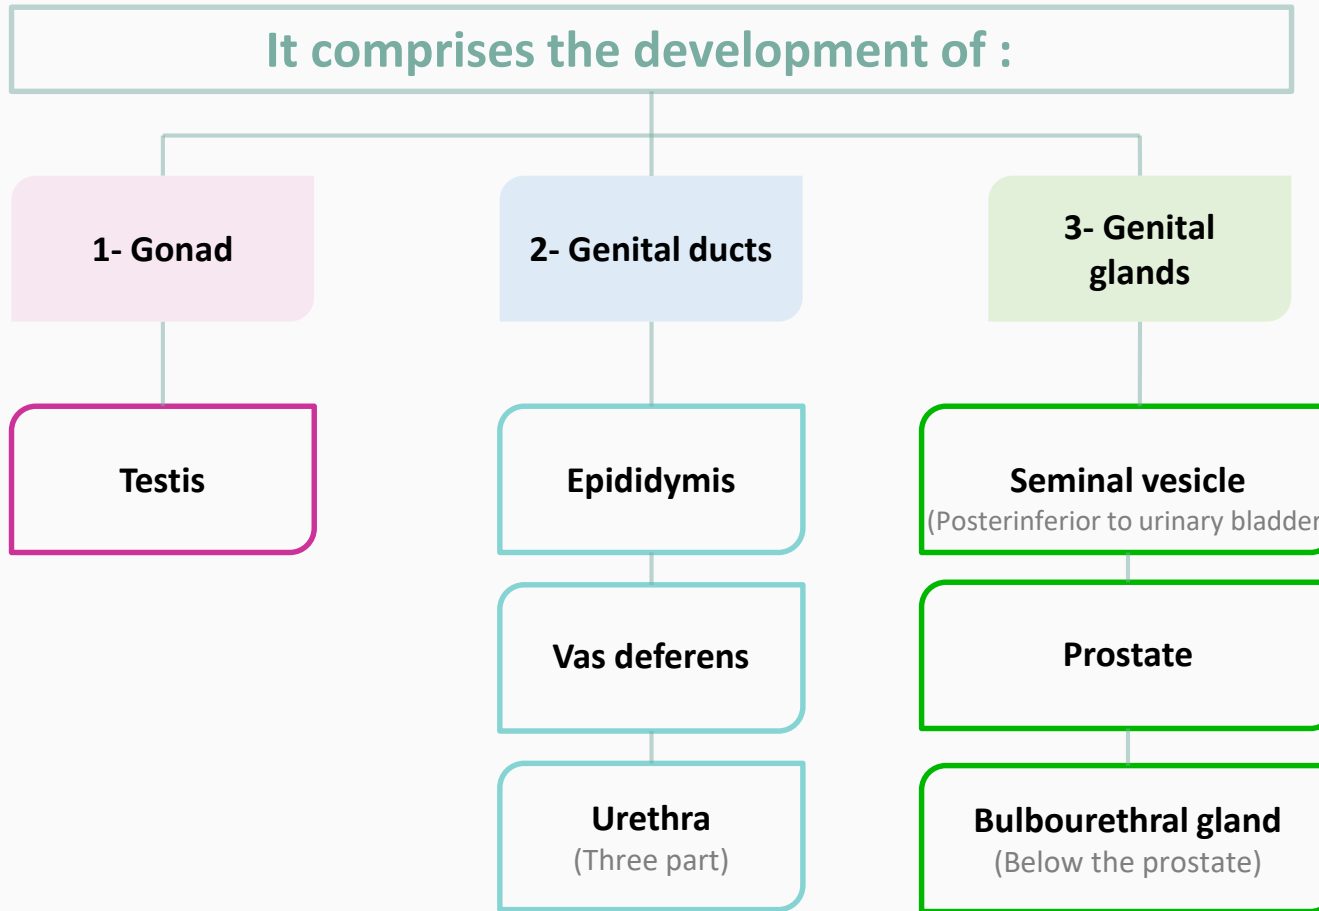 It comprises the development of :
1- Gonad
2- Genital ducts
3- Genital
glands
Testis
Epididymis
Seminal vesicle
(Posterinferior to urinary bladder
Vas deferens
Prostate
Urethra
(Three part)
Bulbourethral gland
(Below the prostate)